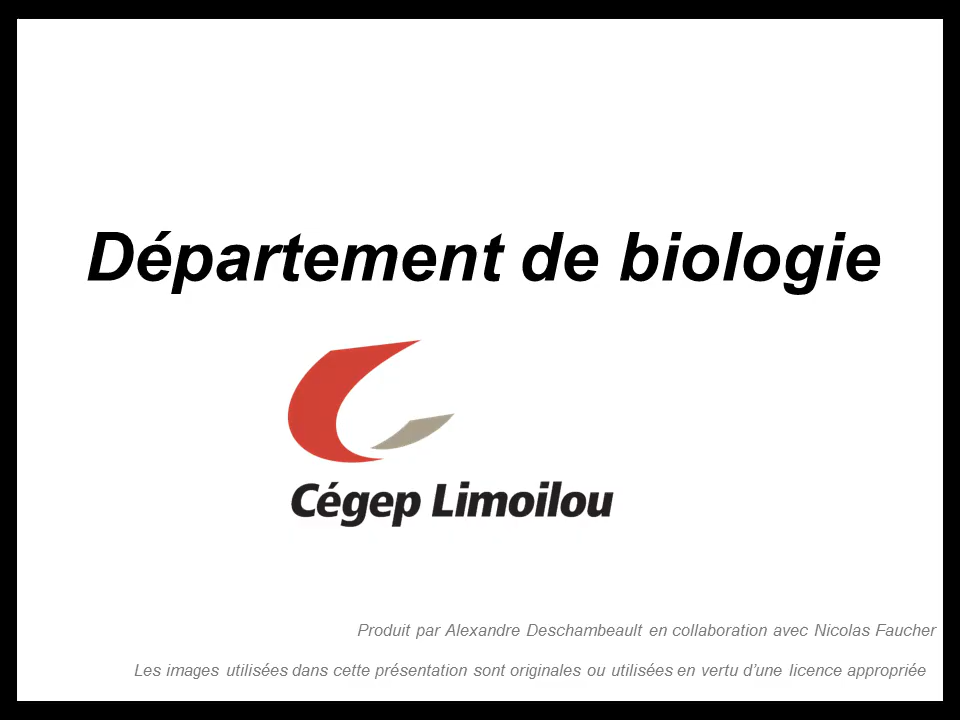 Département de biologie
Cégep Limoilou
Produit par Alexandre Deschambeault en collaboration avec Nicolas Faucher
Les images utilisées dans cette présentation sont originales ou utilisées en vertu d’une licence appropriée